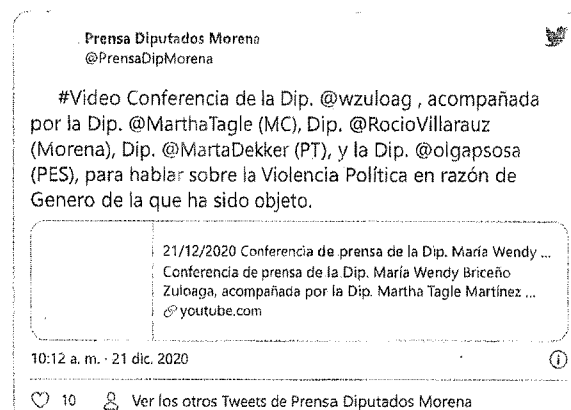 Prensa Diputados Morena
@PrensaDipMorena
#Video Conferencia de la Dip. @wzuloag , acompañada
por la Dip. @MarthaTagle (MC), Dip. @RocioVillarauz
(Morena), Dip. @MartaDekker (PT), y la Dip. @olgapsosa
(PES), para hablar sobre la Violencia Política en razón de
Genero de la que ha sido objeto.
21/12/2020 Conferencia de prensa de la Dip. María Wendy ...
Conferencia de prensa de la Dip. María Wendy Briceño
Zuloaga, acompañada por la Dip. Martha Tagle Martínez ...
youtube.com
10:12 a. m. · 21 dic. 2020
10 Ver los otros Tweets de Prensa Diputados Morena